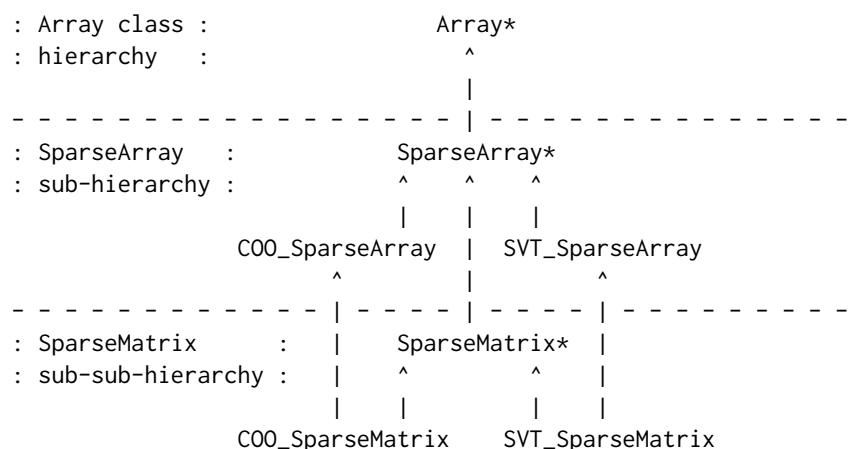 : Array class :                 Array*
: hierarchy   :                   ^
                                  |
- - - - - - - - - - - - - - - - - | - - - - - - - - - - - - - -
: SparseArray   :            SparseArray*
: sub-hierarchy :            ^    ^    ^
                             |    |    |
                 COO_SparseArray  |  SVT_SparseArray
                        ^         |         ^
- - - - - - - - - - - - | - - - - | - - - - | - - - - - - - - -
: SparseMatrix      :   |    SparseMatrix*  |
: sub-sub-hierarchy :   |    ^         ^    |
                        |    |         |    |
                 COO_SparseMatrix    SVT_SparseMatrix